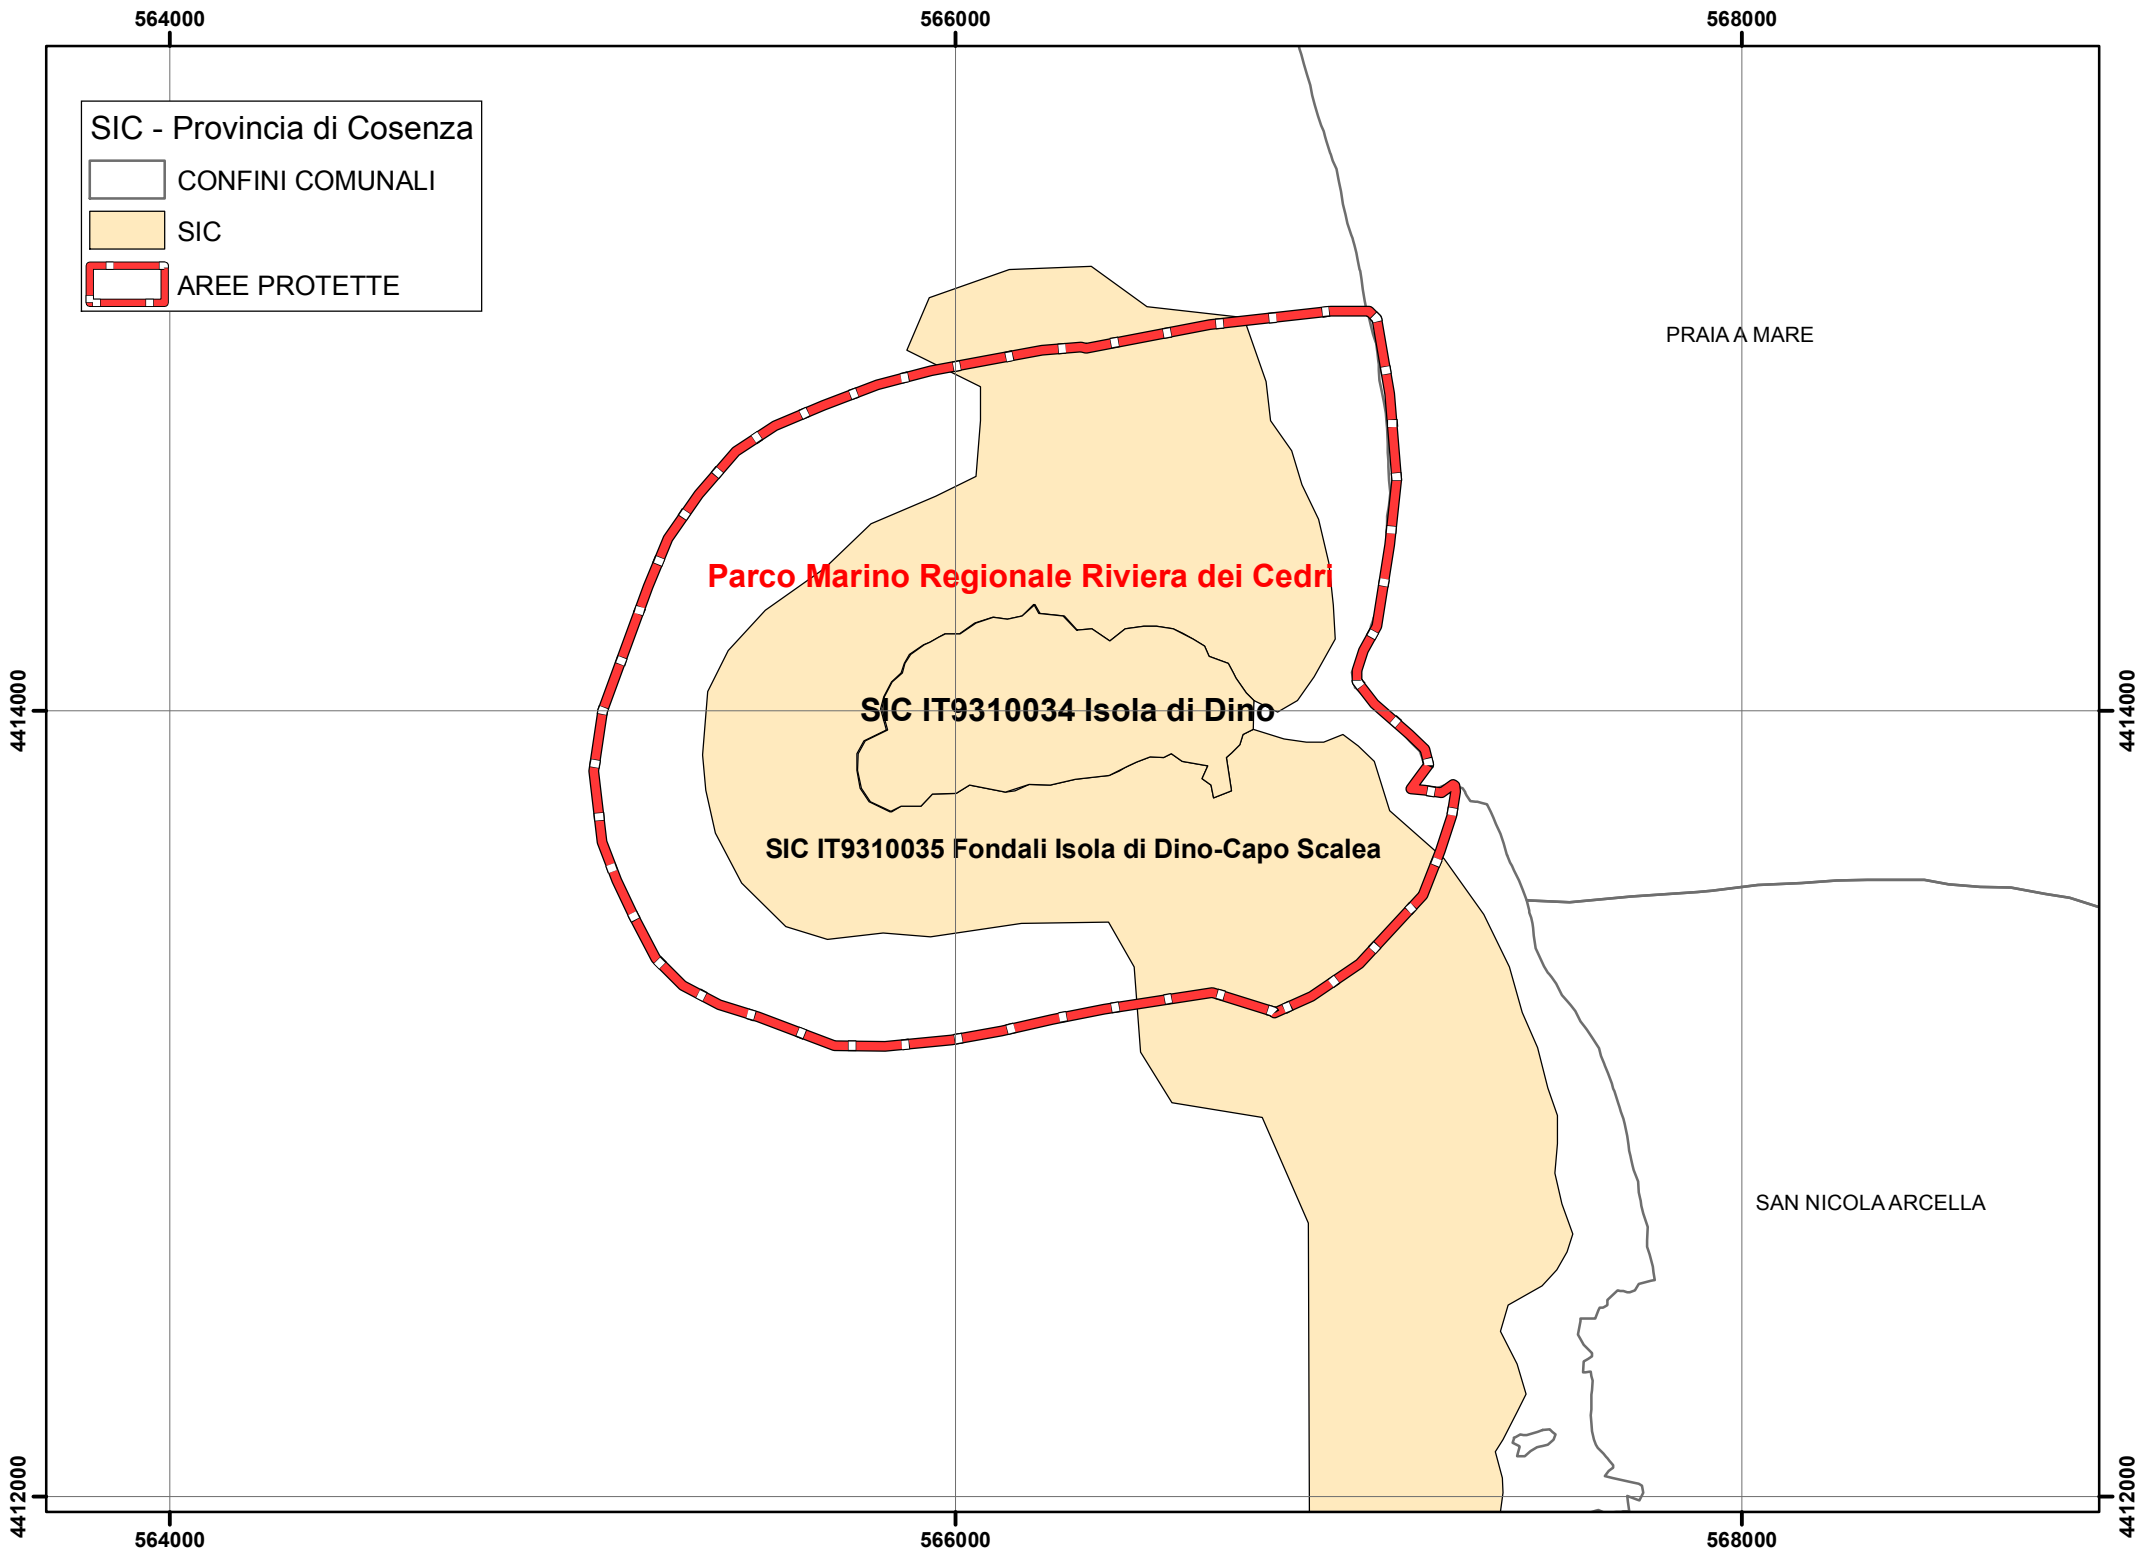 564000
566000
568000
SIC - Provincia di Cosenza
CONFINI COMUNALI
SIC
AREE PROTETTE
PRAIA A MARE
Parco Marino Regionale Riviera dei Cedri
4414000
SIC IT9310034 Isola di Dino
4414000
SIC IT9310035 Fondali Isola di Dino-Capo Scalea
SAN NICOLA ARCELLA
4412000
4412000
564000
566000
568000